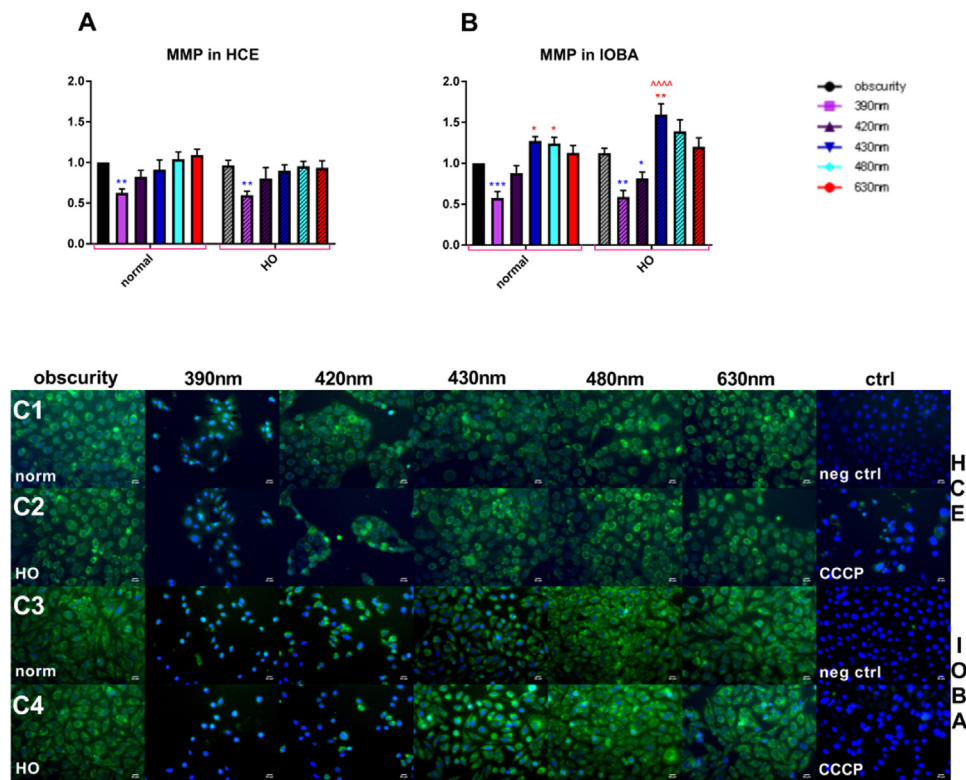 A
MMP in HCE
2.0
1.5
1.0
0.5
0.0
**
**
normal
HO
B
MMP in IOBA
2.0
1.5
1.0
0.5
0.0
***
*
*
**
*
^^^^
**
normal
HO
obscurity
390nm
420nm
430nm
480nm
630nm
obscurity 390nm 420nm 430nm 480nm 630nm ctrl
C1
norm
neg ctrl
C2
HO
CCCP
HCE
C3
norm
neg ctrl
C4
HO
CCCP
IOBA